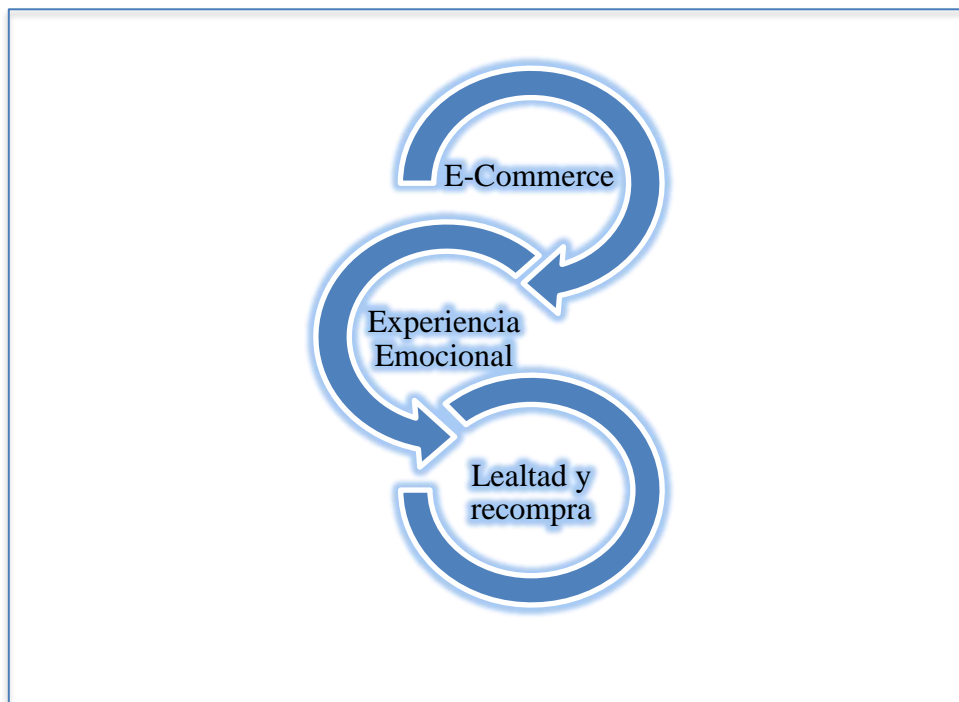 E-Commerce
Experiencia
Emocional
Lealtad y
recompra